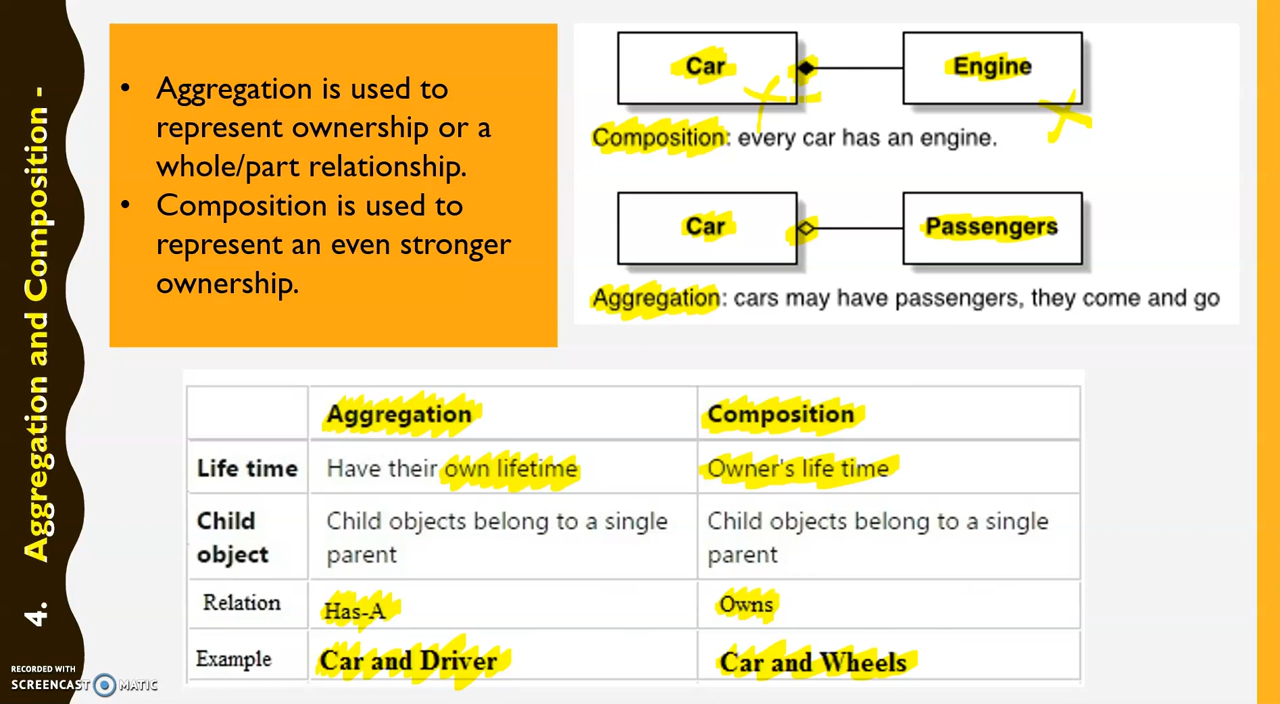 4. Aggregation and Composition -
• Aggregation is used to
represent ownership or a
whole/part relationship.
• Composition is used to
represent an even stronger
ownership.
Car
Engine
Composition: every car has an engine.
Car
Passengers
Aggregation: cars may have passengers, they come and go
Aggregation Composition
Life time Have their own lifetime Owner's life time
Child Child objects belong to a single Child objects belong to a single
object parent parent
Relation Has-A Owns
Example Car and Driver Car and Wheels
RECORDED WITH
SCREENCAST MATIC